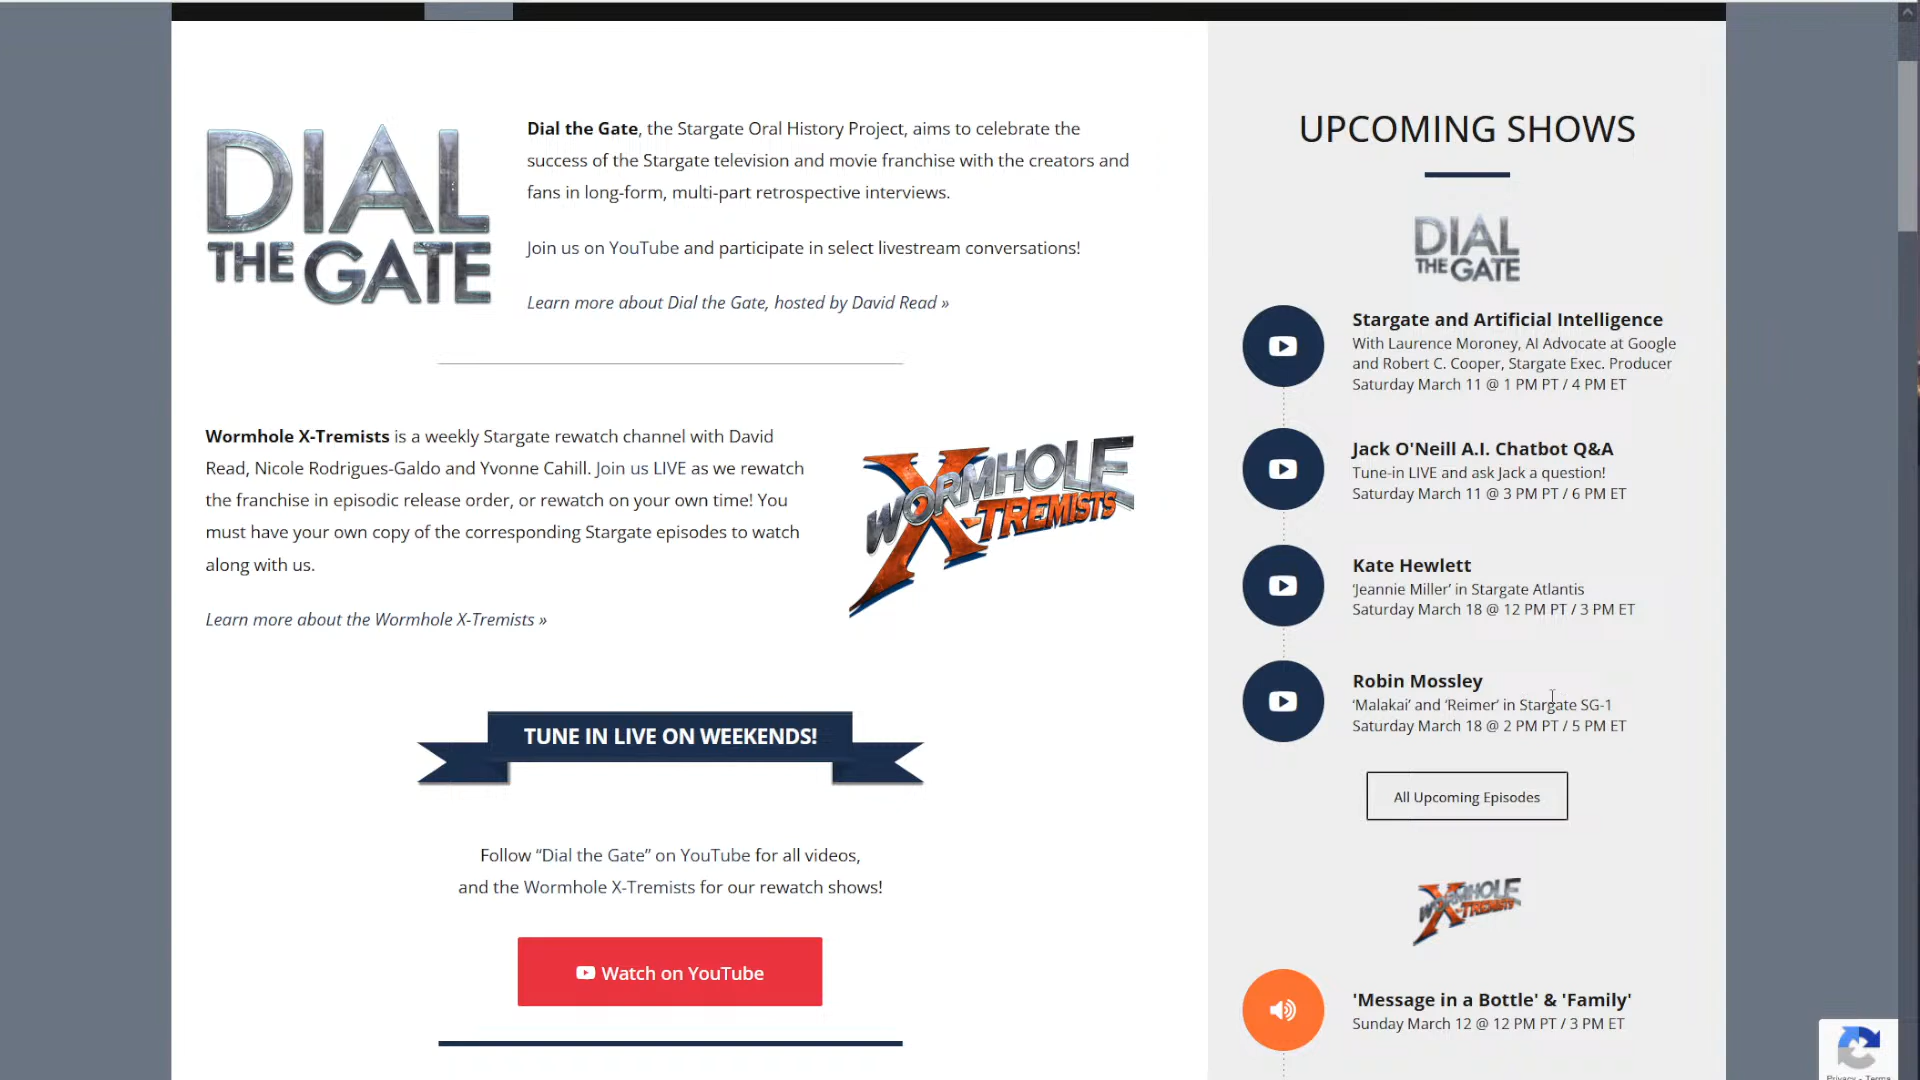 DIAL
THE GATE
Dial the Gate, the Stargate Oral History Project, aims to celebrate the
success of the Stargate television and movie franchise with the creators and
fans in long-form, multi-part retrospective interviews.
Join us on YouTube and participate in select livestream conversations!
Learn more about Dial the Gate, hosted by David Read »
Wormhole X-Tremists is a weekly Stargate rewatch channel with David
Read, Nicole Rodrigues-Galdo and Yvonne Cahill. Join us LIVE as we rewatch
the franchise in episodic release order, or rewatch on your own time! You
must have your own copy of the corresponding Stargate episodes to watch
along with us.
Learn more about the Wormhole X-Tremists »
WORMHOLE
X-TREMISTS
TUNE IN LIVE ON WEEKENDS!
Follow “Dial the Gate” on YouTube for all videos,
and the Wormhole X-Tremists for our rewatch shows!
Watch on YouTube
UPCOMING SHOWS
DIAL
THE GATE
Stargate and Artificial Intelligence
With Laurence Moroney, AI Advocate at Google
and Robert C. Cooper, Stargate Exec. Producer
Saturday March 11 @ 1 PM PT / 4 PM ET
Jack O'Neill A.I. Chatbot Q&A
Tune-in LIVE and ask Jack a question!
Saturday March 11 @ 3 PM PT / 6 PM ET
Kate Hewlett
‘Jeannie Miller’ in Stargate Atlantis
Saturday March 18 @ 12 PM PT / 3 PM ET
Robin Mossley
‘Malakai’ and ‘Reimer’ in Stargate SG-1
Saturday March 18 @ 2 PM PT / 5 PM ET
All Upcoming Episodes
WORMHOLE
X-TREMISTS
'Message in a Bottle' & 'Family'
Sunday March 12 @ 12 PM PT / 3 PM ET
Privacy - Terms